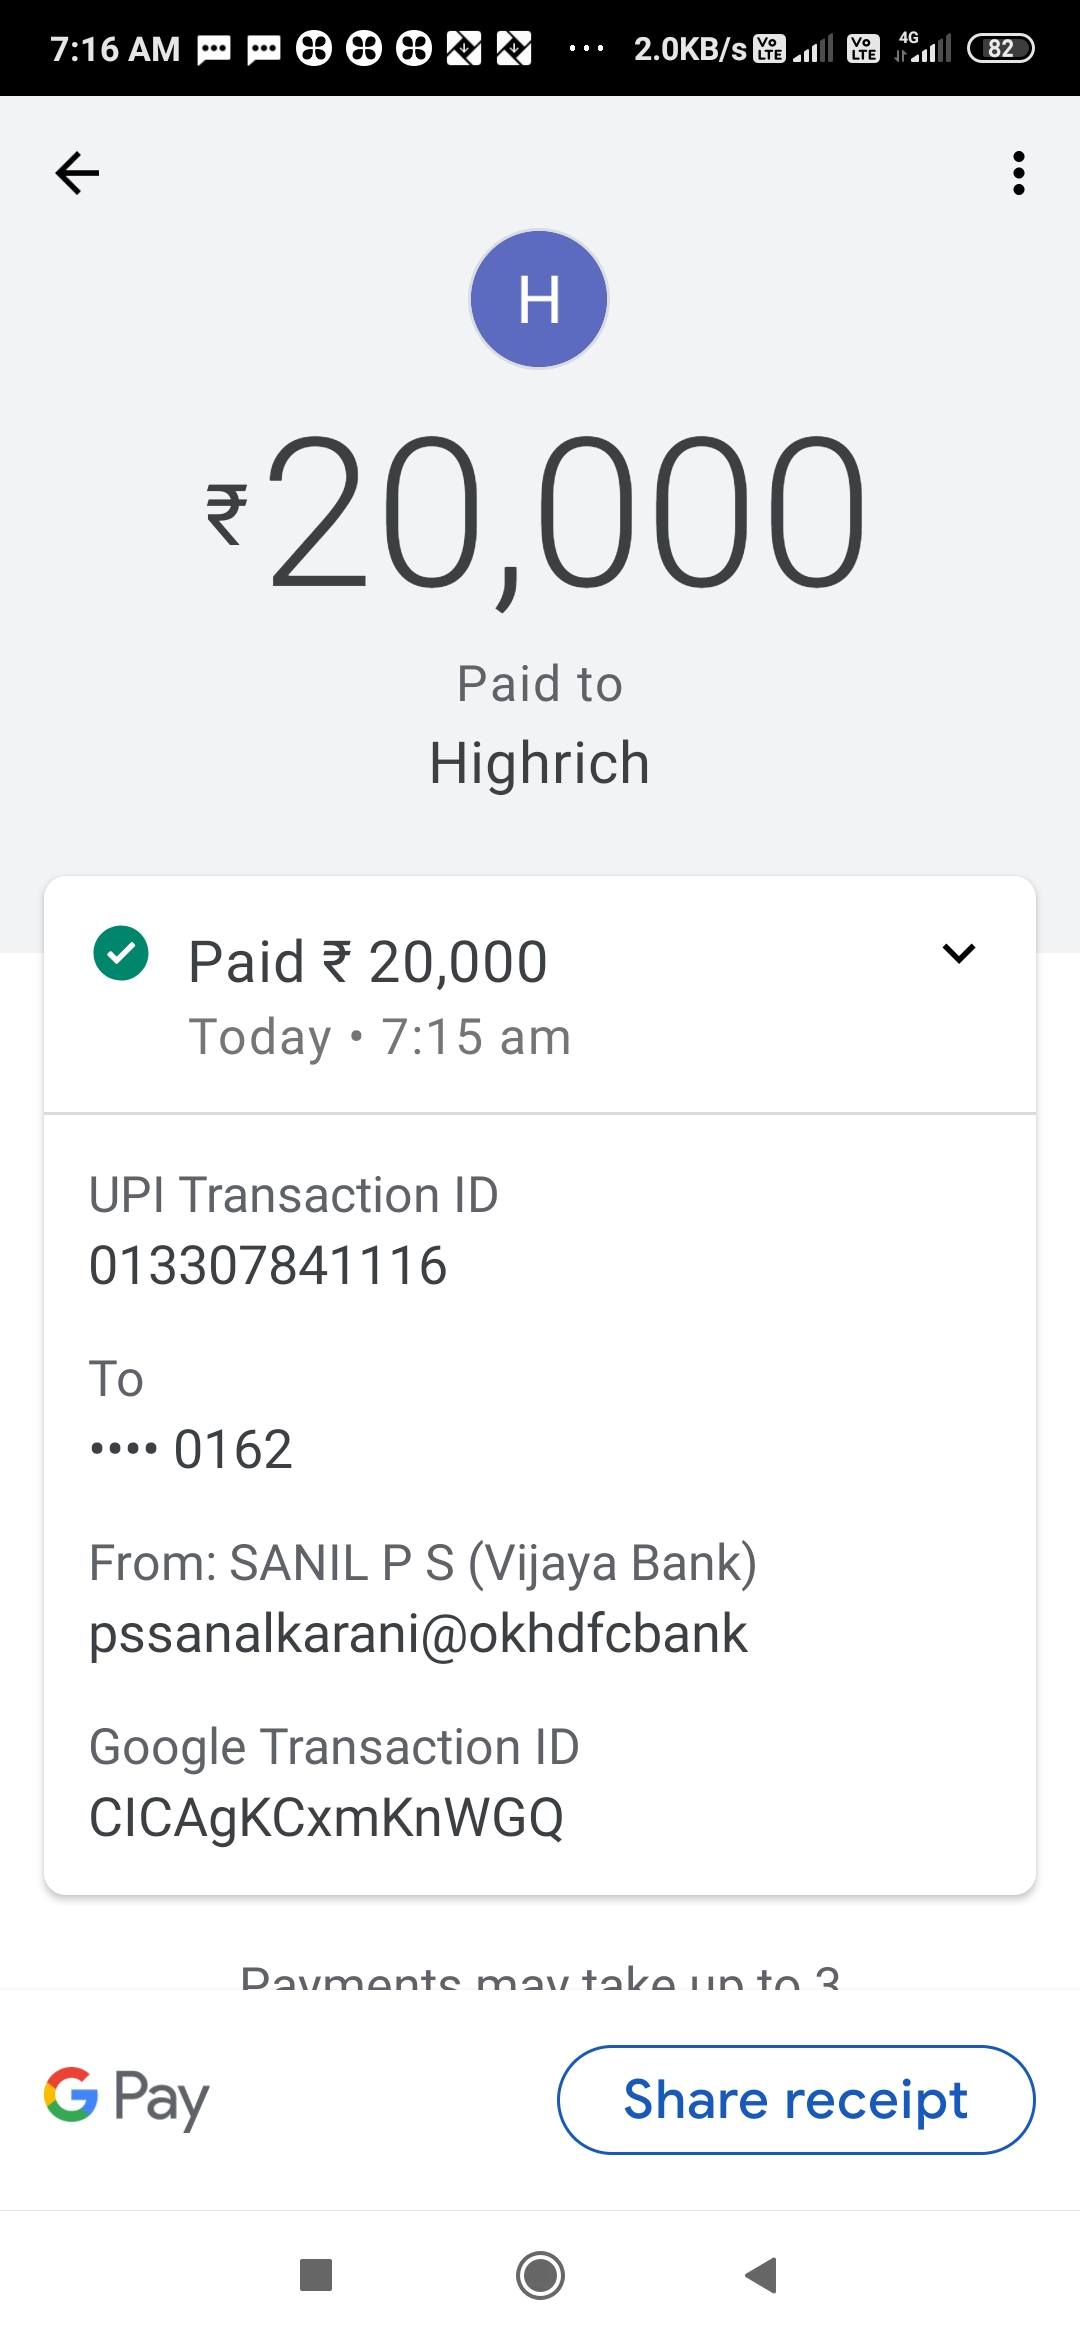 7:16 AM ... 2.0KB/s Vo LTE Vo LTE 4G 82
H
₹20,000
Paid to
Highrich
Paid ₹ 20,000
Today • 7:15 am
UPI Transaction ID
013307841116
To
•••• 0162
From: SANIL P S (Vijaya Bank)
pssanalkarani@okhdfcbank
Google Transaction ID
CICAgKCxmKnWGQ
Payments may take up to 3
G Pay
Share receipt